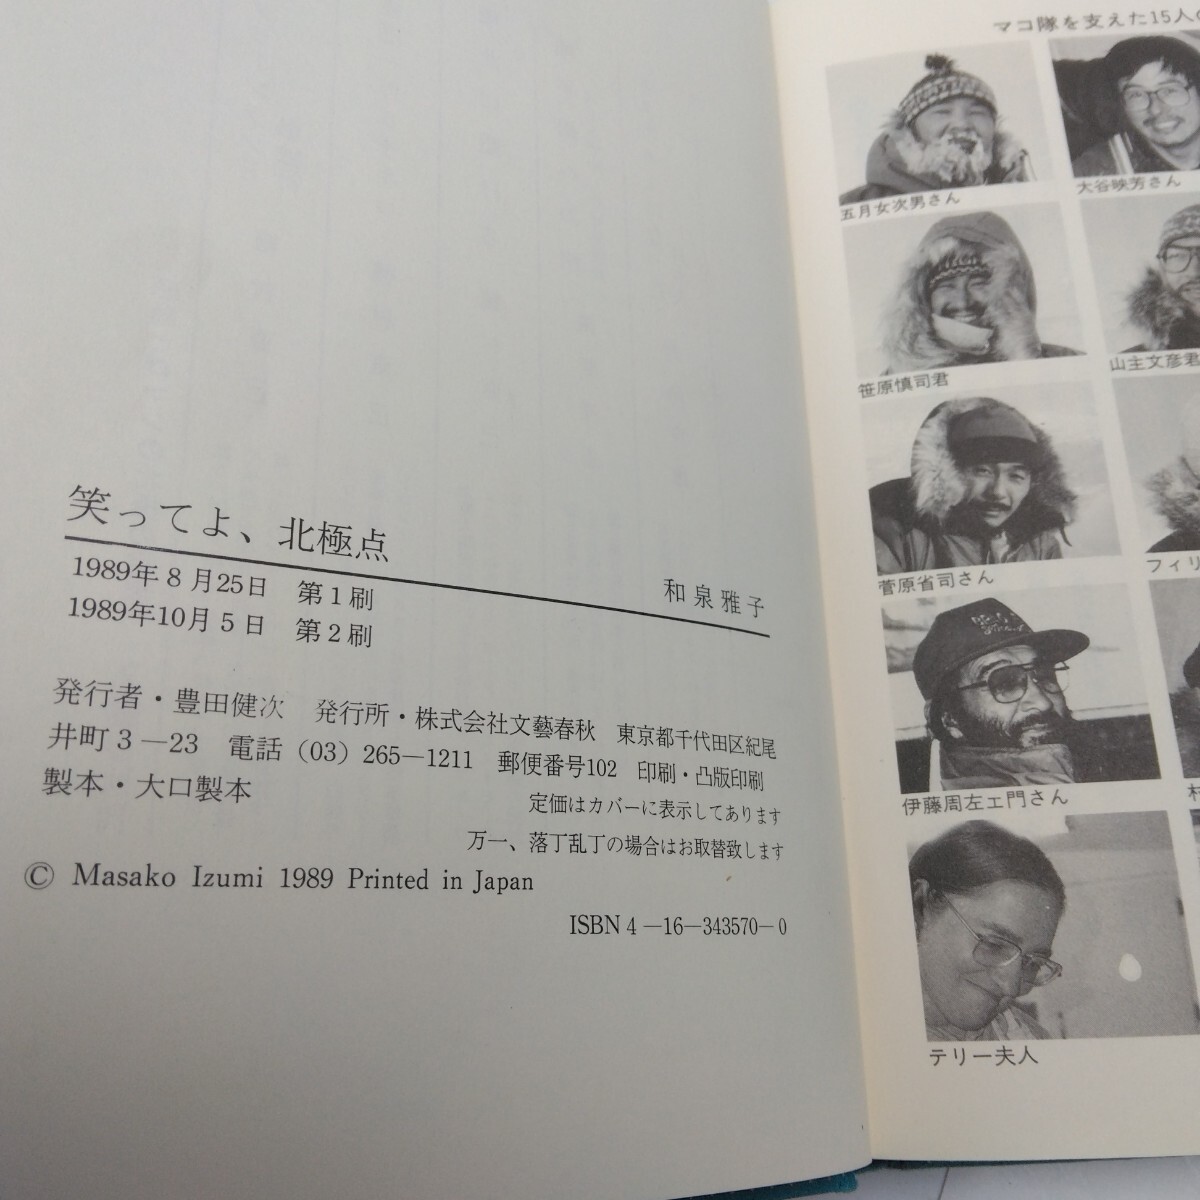 笑ってよ、北極点
和泉雅子
1989年8月25日 第1刷
1989年10月5日 第2刷
発行者・豊田健次 発行所・株式会社文藝春秋 東京都千代田区紀尾
井町3―23 電話(03)265―1211 郵便番号102 印刷・凸版印刷
製本・大口製本
定価はカバーに表示してあります
万一、落丁乱丁の場合はお取替致します
© Masako Izumi 1989 Printed in Japan
ISBN4―16―343570―0
マコ隊を支えた15人の
五月女次男さん
大谷映芳さん
笹原慎司君
山主文彦君
菅原省司さん
フィリ
伊藤周左エ門さん
村
テリー夫人